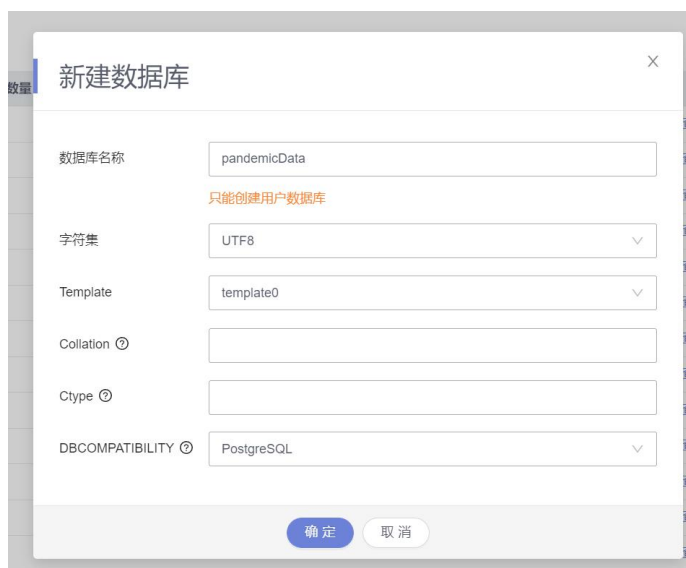 新建数据库
数量
数据库名称
pandemicData
只能创建用户数据库
字符集
UTF8
Template
template0
Collation
Ctype
DBCOMPATIBILITY
PostgreSQL
确定
取消